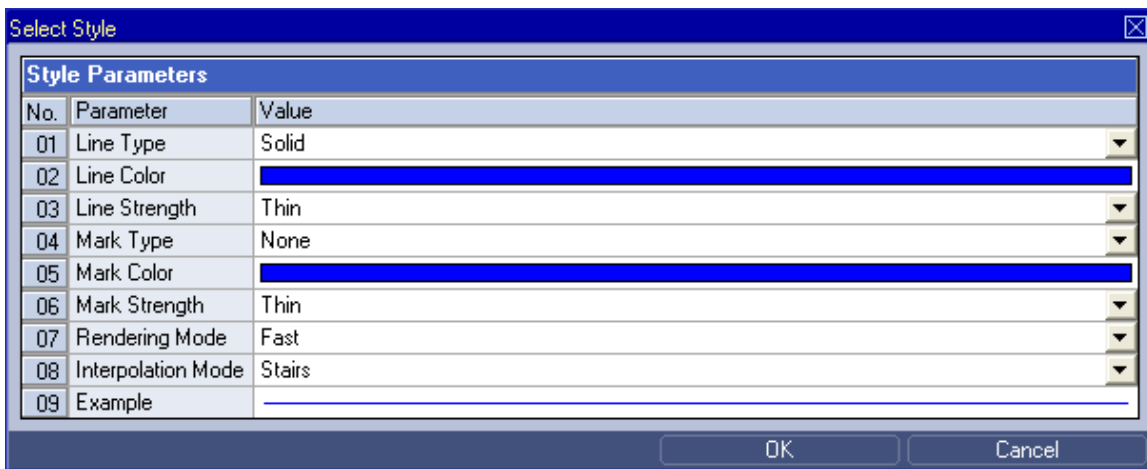 Select Style
Style Parameters
No. Parameter Value
01 Line Type Solid
02 Line Color
03 Line Strength Thin
04 Mark Type None
05 Mark Color
06 Mark Strength Thin
07 Rendering Mode Fast
08 Interpolation Mode Stairs
09 Example
OK Cancel